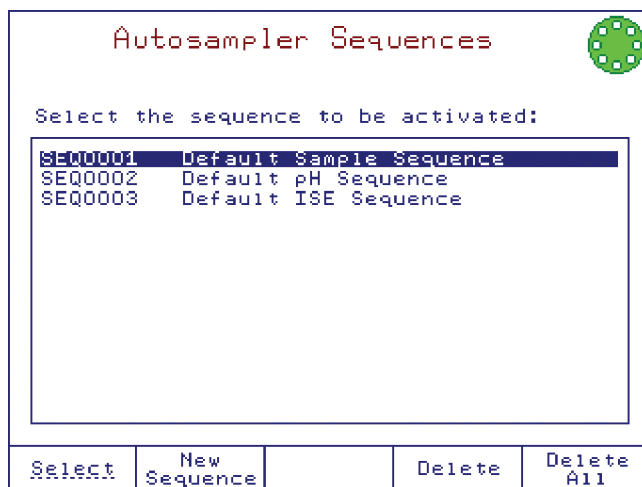 Autosampler Sequences
Select the sequence to be activated:
SEQ0001 Default Sample Sequence
SEQ0002 Default pH Sequence
SEQ0003 Default ISE Sequence
Select
New Sequence
Delete
Delete All